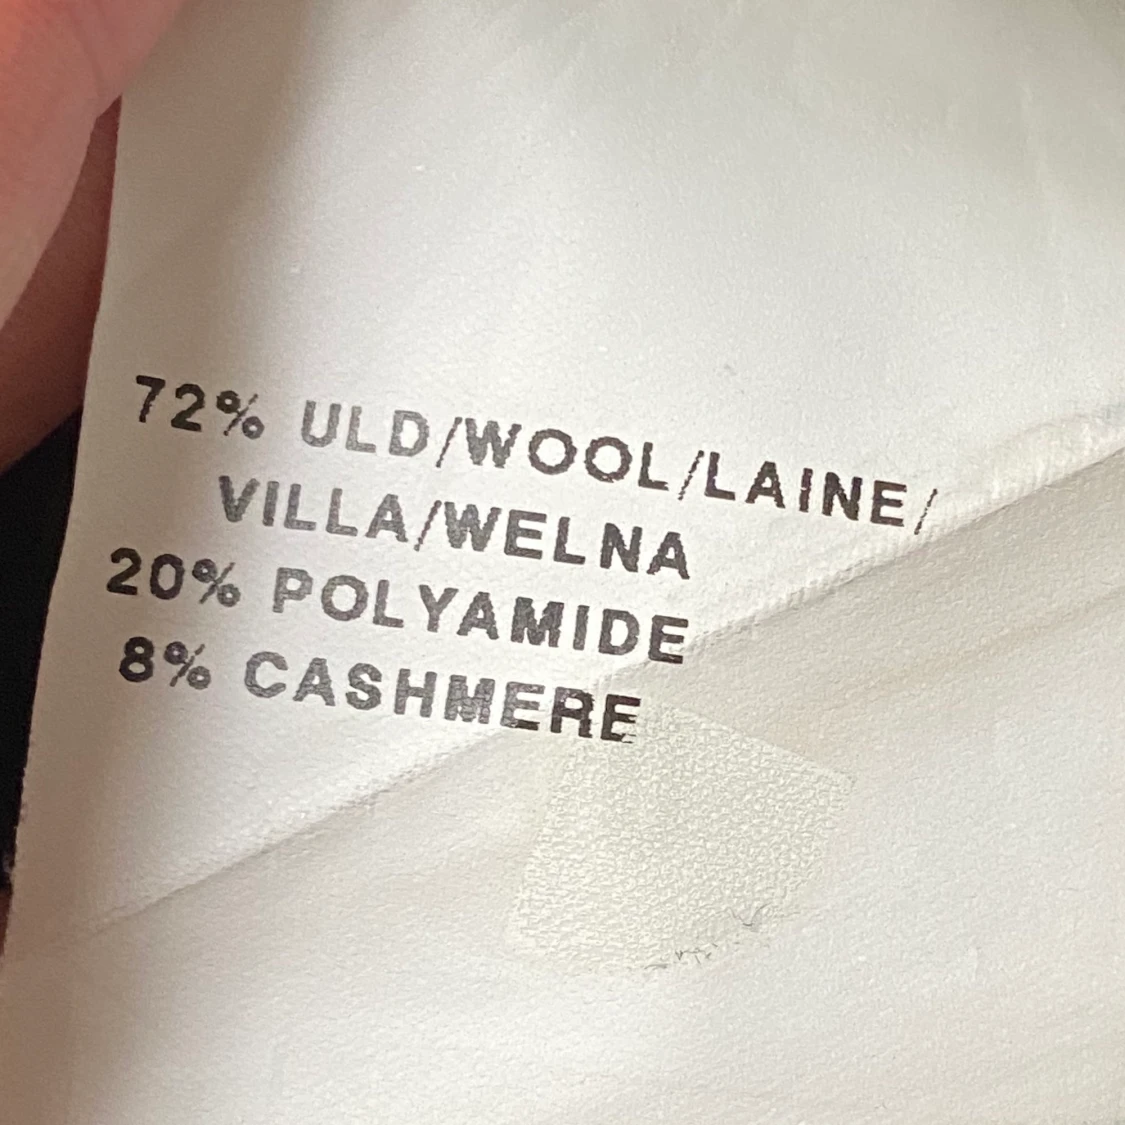 72% ULD/WOOL/LAINE/
VILLA/WELNA
20% POLYAMIDE
8% CASHMERE